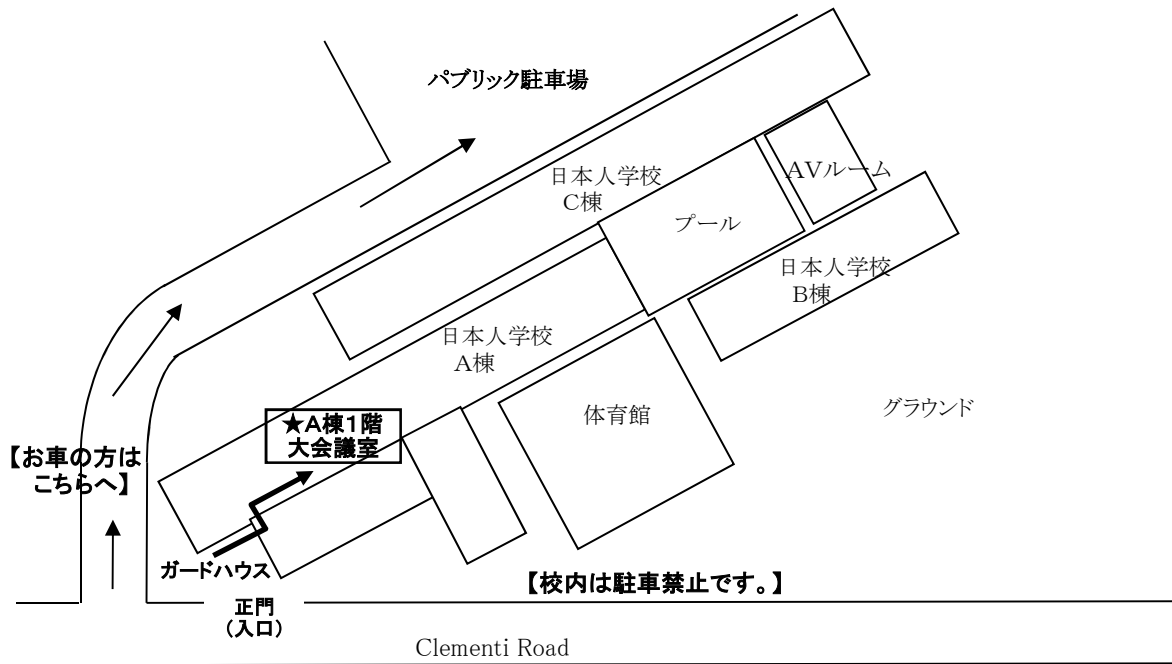 パブリック駐車場
日本人学校
C棟
AVルーム
プール
日本人学校
B棟
日本人学校
A棟
★A棟1階
大会議室
体育館
グラウンド
【お車の方は
こちらへ】
ガードハウス
【校内は駐車禁止です。】
正門
(入口)
Clementi Road